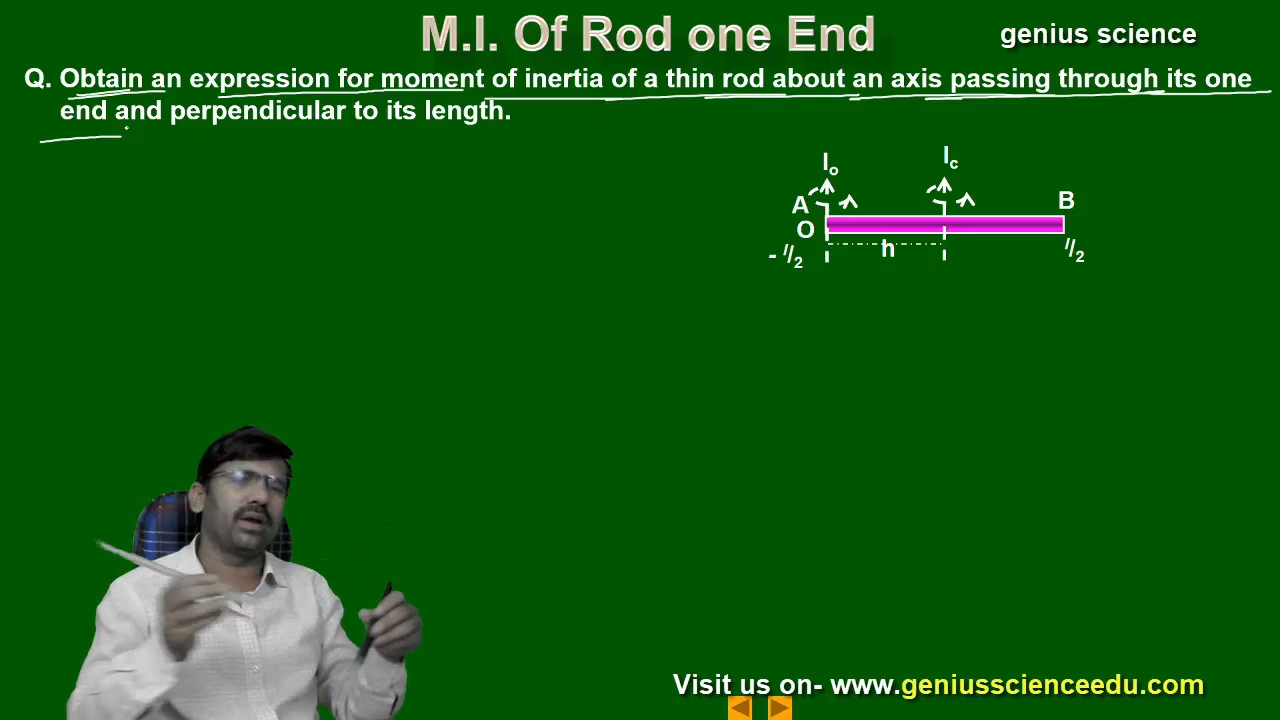 M.I. Of Rod one End
genius science
Q. Obtain an expression for moment of inertia of a thin rod about an axis passing through its one
end and perpendicular to its length.
Io Ic
A B
O
h
- l/2 l/2
Visit us on- www.geniusscienceedu.com